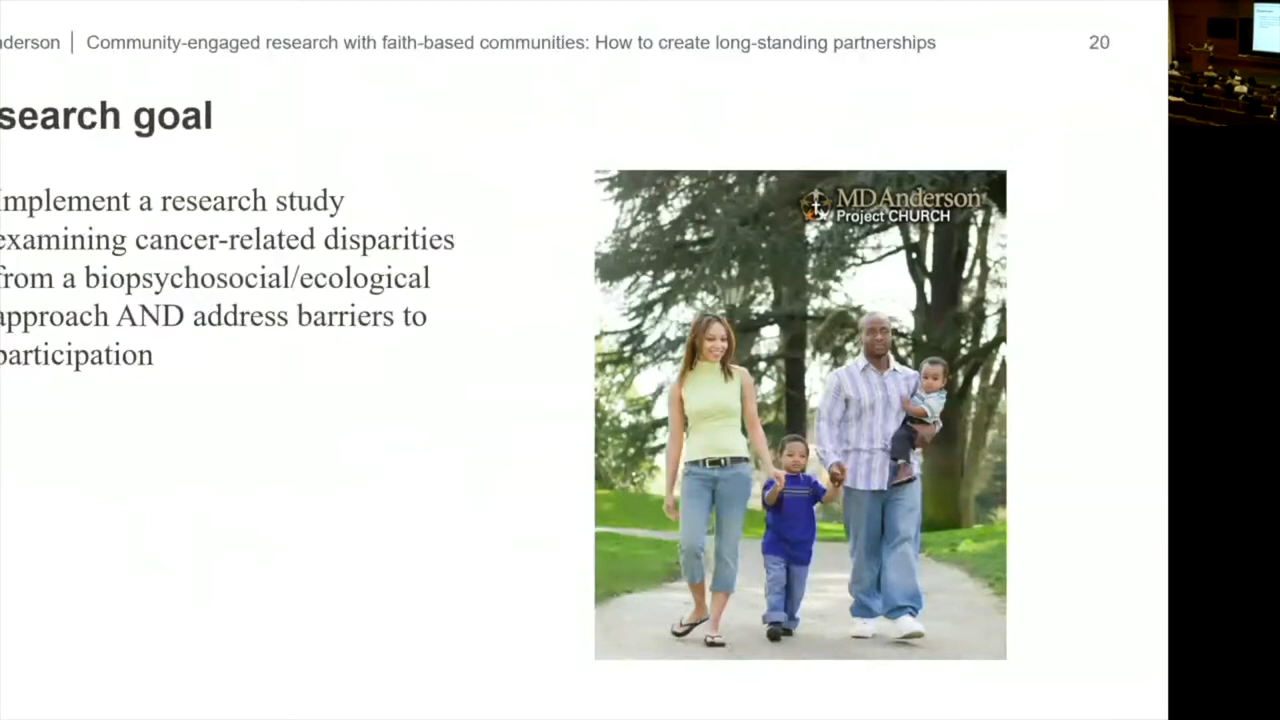 nderson | Community-engaged research with faith-based communities: How to create long-standing partnerships 20
search goal
Implement a research study
examining cancer-related disparities
from a biopsychosocial/ecological
approach AND address barriers to
participation
MD Anderson
Project CHURCH